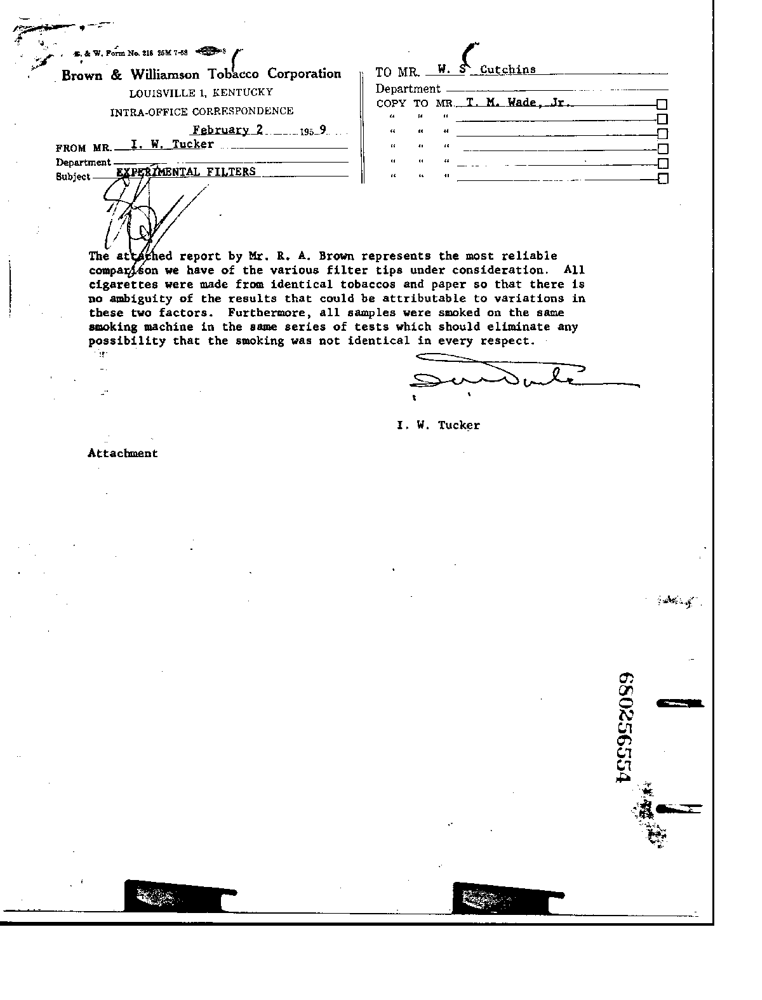 B. & W. Form No. 218 25M 7-58
Brown & Williamson Tobacco Corporation
LOUISVILLE 1, KENTUCKY
INTRA-OFFICE CORRESPONDENCE
February 2 1959
FROM MR. I. W. Tucker
Department
Subject EXPERIMENTAL FILTERS
TO MR. W. S Cutchins
Department
COPY TO MR. T. M. Wade, Jr.
" " "
" " "
" " "
" " "
" " "
The attached report by Mr. R. A. Brown represents the most reliable
comparison we have of the various filter tips under consideration. All
cigarettes were made from identical tobaccos and paper so that there is
no ambiguity of the results that could be attributable to variations in
these two factors. Furthermore, all samples were smoked on the same
smoking machine in the same series of tests which should eliminate any
possibility that the smoking was not identical in every respect.
I. W. Tucker
Attachment
680256554